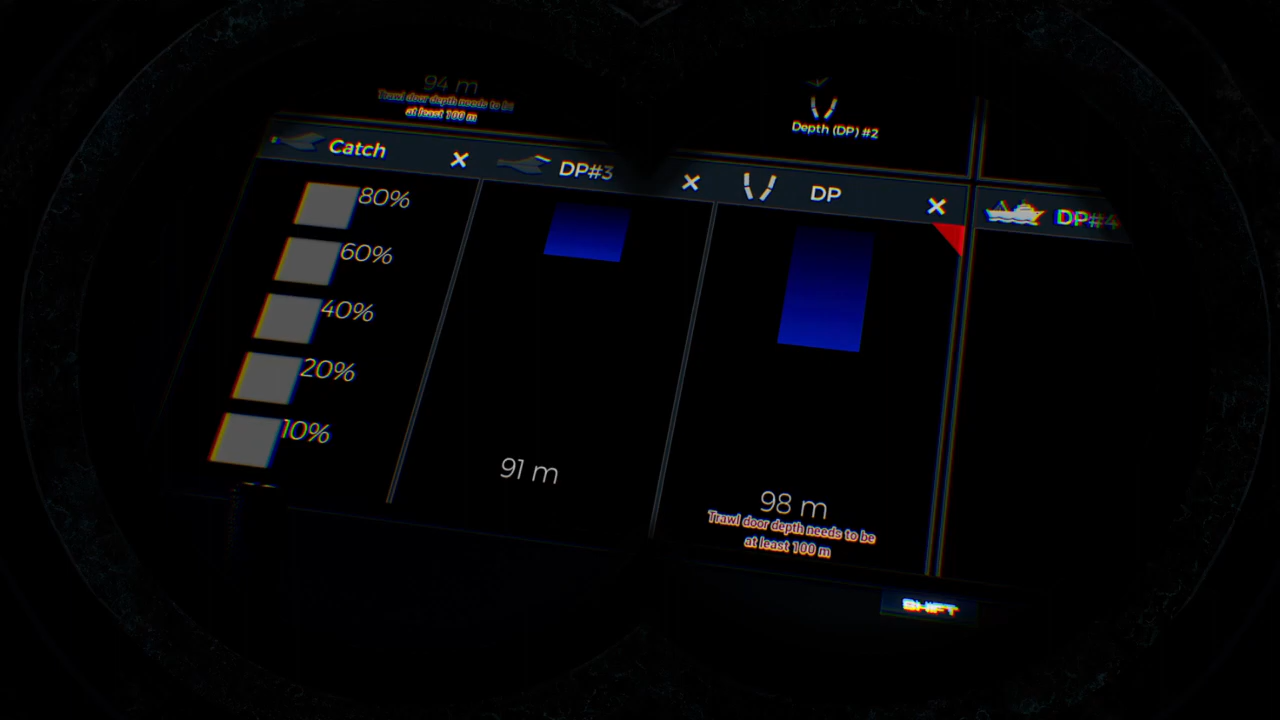 94 m
Trawl door depth needs to be
at least 100 m
Depth (DP) #2
Catch
DP#3
DP
DP#4
80%
60%
40%
20%
10%
91 m
98 m
Trawl door depth needs to be
at least 100 m
SHIFT